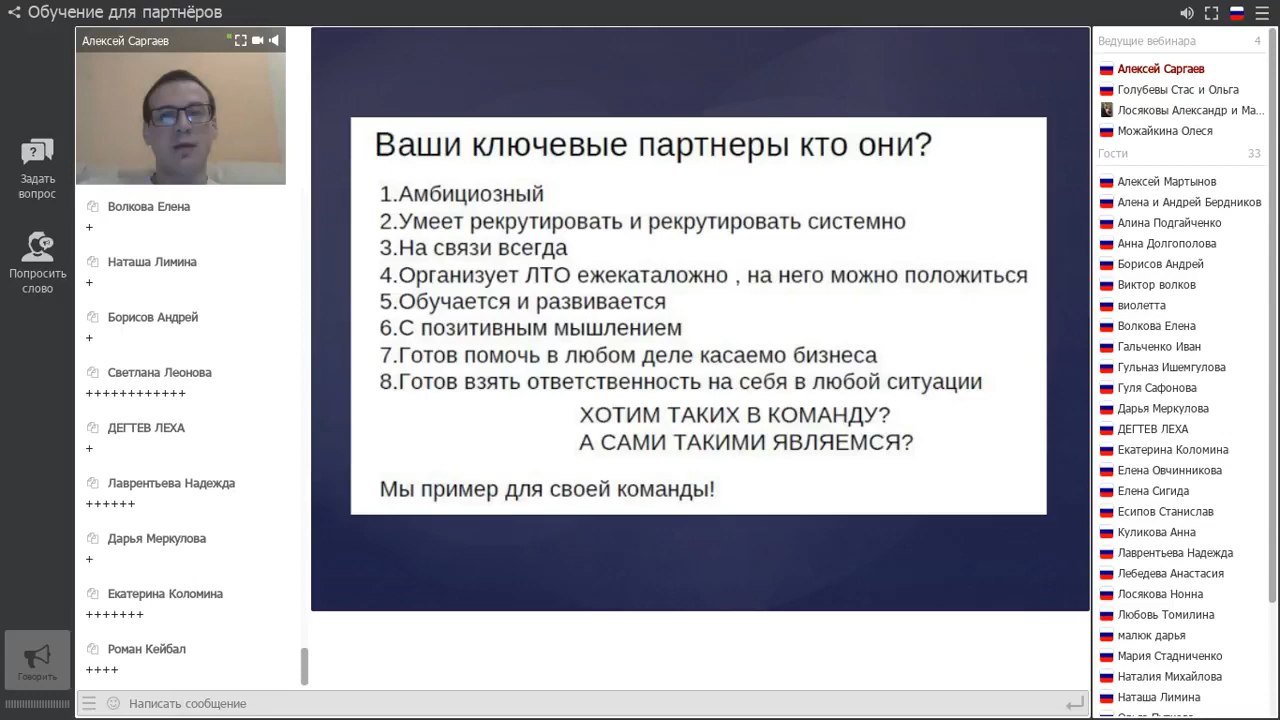 Обучение для партнёров
Задать
вопрос
Попросить
слово
Говорить
Алексей Саргаев
Волкова Елена
+
Наташа Лимина
+
Борисов Андрей
+
Светлана Леонова
++++++++++++
ДЕГТЕВ ЛЕХА
+
Лаврентьева Надежда
++++++
Дарья Меркулова
+
Екатерина Коломина
+++++++
Роман Кейбал
++++
Написать сообщение
Ваши ключевые партнеры кто они?
1.Амбициозный
2.Умеет рекрутировать и рекрутировать системно
3.На связи всегда
4.Организует ЛТО ежекаталожно , на него можно положиться
5.Обучается и развивается
6.С позитивным мышлением
7.Готов помочь в любом деле касаемо бизнеса
8.Готов взять ответственность на себя в любой ситуации
ХОТИМ ТАКИХ В КОМАНДУ?
А САМИ ТАКИМИ ЯВЛЯЕМСЯ?
Мы пример для своей команды!
Ведущие вебинара 4
Алексей Саргаев
Голубевы Стас и Ольга
Лосяковы Александр и Ма...
Можайкина Олеся
Гости 33
Алексей Мартынов
Алена и Андрей Бердников
Алина Подгайченко
Анна Долгополова
Борисов Андрей
Виктор волков
виолетта
Волкова Елена
Гальченко Иван
Гульназ Ишемгулова
Гуля Сафонова
Дарья Меркулова
ДЕГТЕВ ЛЕХА
Екатерина Коломина
Елена Овчинникова
Елена Сигида
Есипов Станислав
Куликова Анна
Лаврентьева Надежда
Лебедева Анастасия
Лосякова Нонна
Любовь Томилина
малюк дарья
Мария Стадниченко
Наталия Михайлова
Наташа Лимина